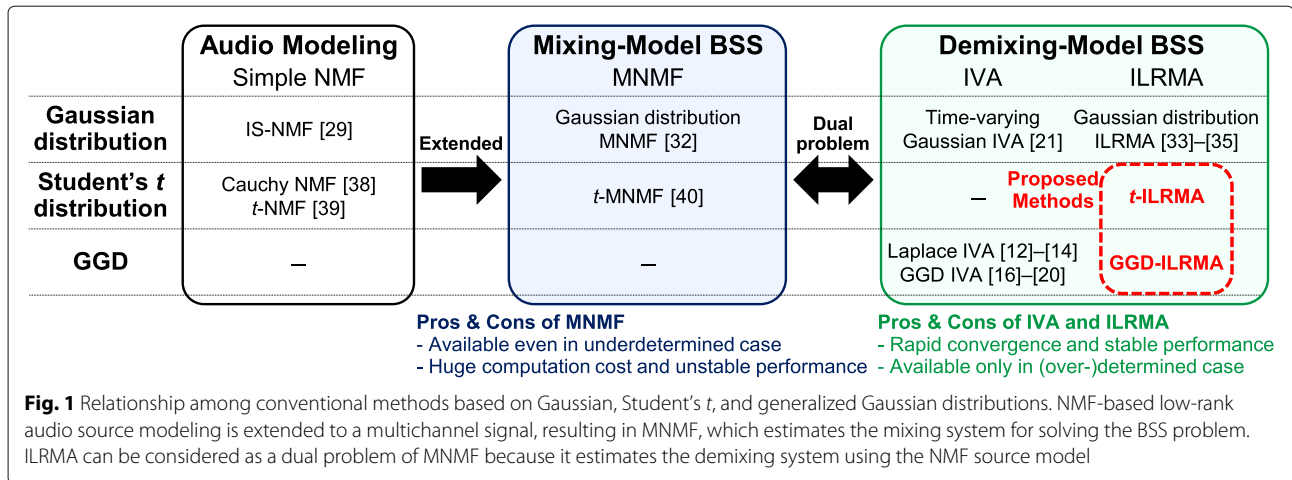 Audio Modeling
Simple NMF
Mixing-Model BSS
MNMF
Demixing-Model BSS
IVA
ILRMA
Gaussian
distribution
IS-NMF [29]
Extended
Gaussian distribution
MNMF [32]
Dual
problem
Time-varying
Gaussian IVA [21]
Gaussian distribution
ILRMA [33]–[35]
Student's t
distribution
Cauchy NMF [38]
t-NMF [39]
t-MNMF [40]
–
Proposed
Methods
t-ILRMA
GGD
–
–
Laplace IVA [12]–[14]
GGD IVA [16]–[20]
GGD-ILRMA
Pros & Cons of MNMF
- Available even in underdetermined case
- Huge computation cost and unstable performance
Pros & Cons of IVA and ILRMA
- Rapid convergence and stable performance
- Available only in (over-)determined case
Fig. 1 Relationship among conventional methods based on Gaussian, Student's t, and generalized Gaussian distributions. NMF-based low-rank
audio source modeling is extended to a multichannel signal, resulting in MNMF, which estimates the mixing system for solving the BSS problem.
ILRMA can be considered as a dual problem of MNMF because it estimates the demixing system using the NMF source model